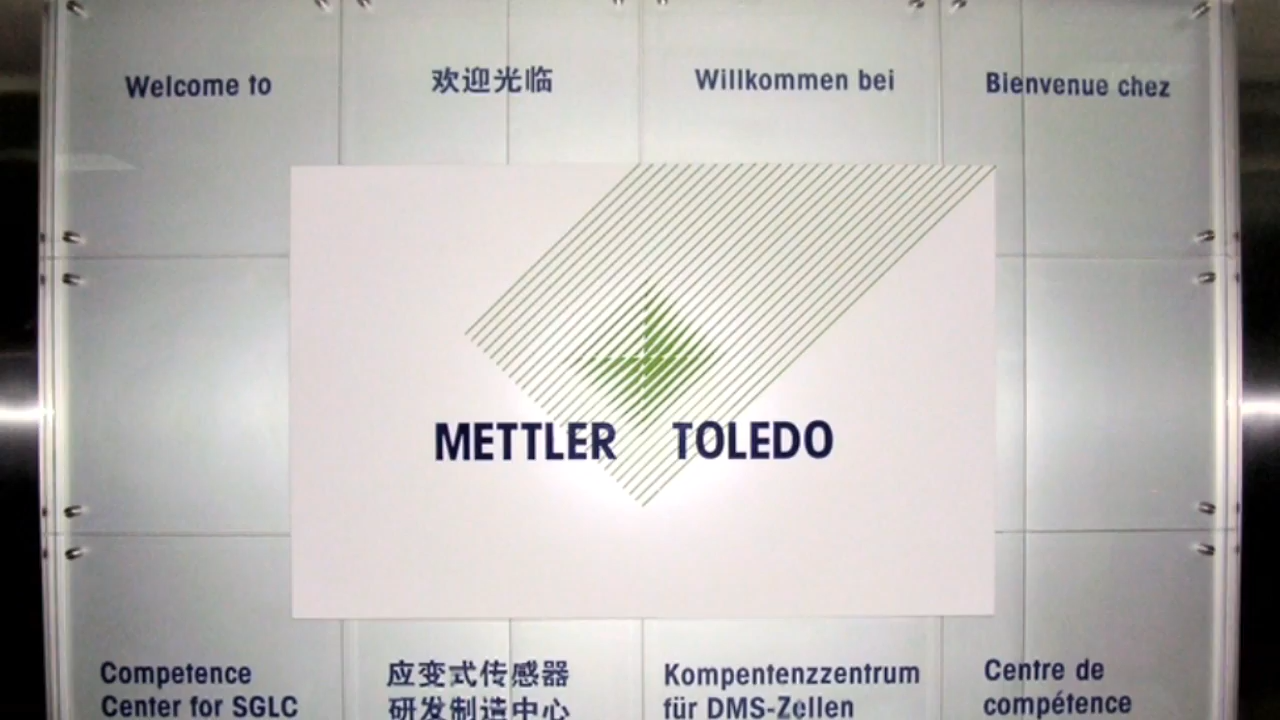 Welcome to
欢迎光临
Willkommen bei
Bienvenue chez
METTLER TOLEDO
Competence
Center for SGLC
应变式传感器
研发制造中心
Kompentenzzentrum
für DMS-Zellen
Centre de
compétence